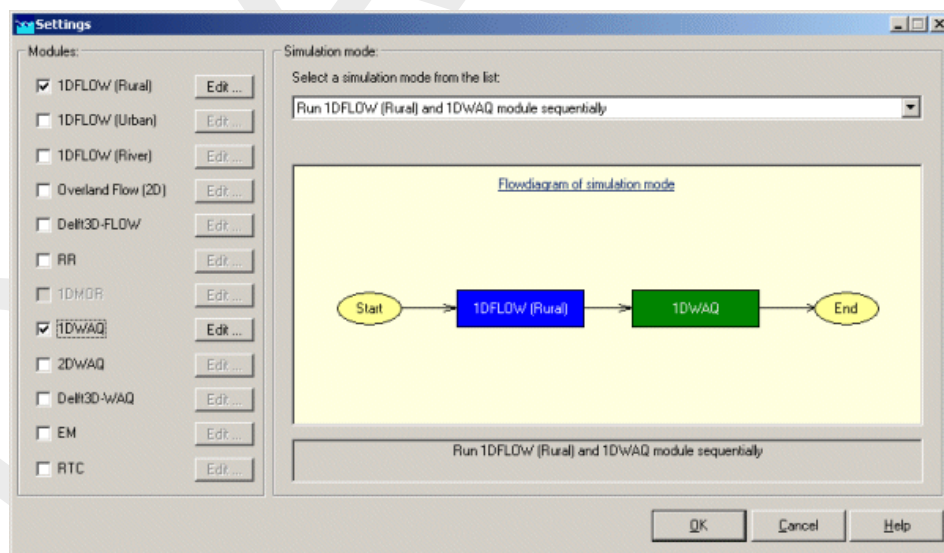 Settings
Modules:
1DFLOW (Rural) Edit ...
1DFLOW (Urban) Edit ...
1DFLOW (River) Edit ...
Overland Flow (2D) Edit ...
Delft3D-FLOW Edit ...
RR Edit ...
1DMOR Edit ...
1DWAQ Edit ...
2DWAQ Edit ...
Delft3D-WAQ Edit ...
EM Edit ...
RTC Edit ...
Simulation mode:
Select a simulation mode from the list:
Run 1DFLOW (Rural) and 1DWAQ module sequentially
Flowdiagram of simulation mode
Start 1DFLOW (Rural) 1DWAQ End
Run 1DFLOW (Rural) and 1DWAQ module sequentially
OK Cancel Help